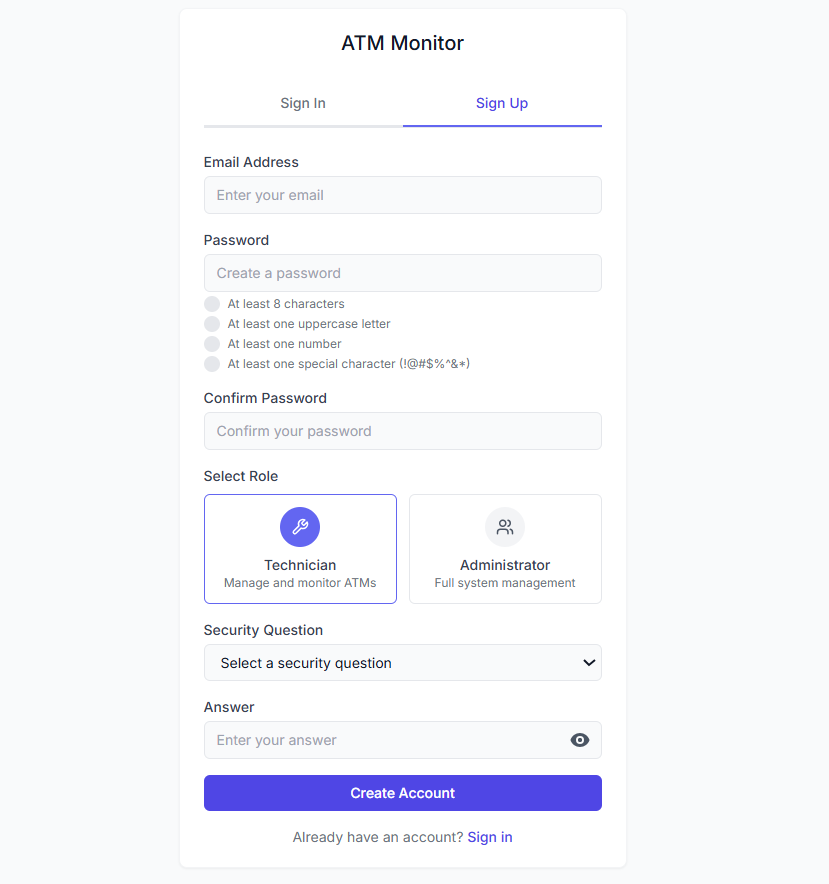 ATM Monitor
Sign In
Sign Up
Email Address
Enter your email
Password
Create a password
At least 8 characters
At least one uppercase letter
At least one number
At least one special character (!@#$%^&*)
Confirm Password
Confirm your password
Select Role
Technician
Manage and monitor ATMs
Administrator
Full system management
Security Question
Select a security question
Answer
Enter your answer
Create Account
Already have an account? Sign in